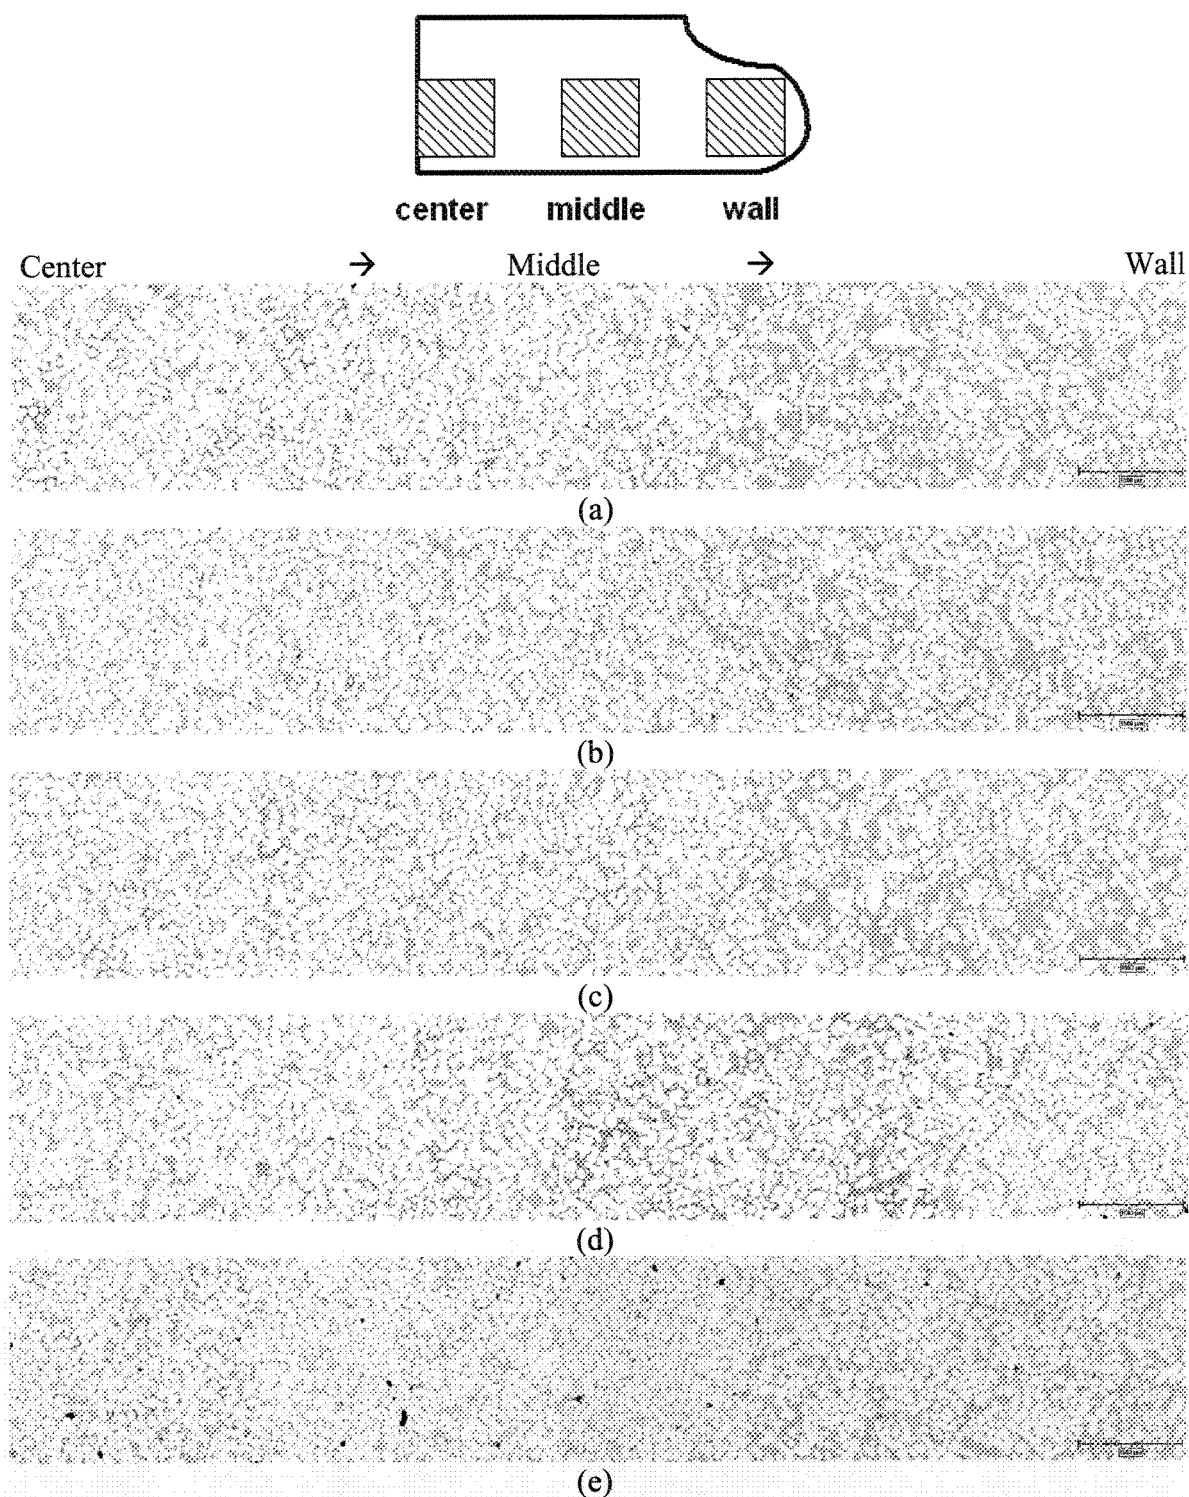 center middle wall
Center → Middle → Wall
(a)
(b)
(c)
(d)
(e)